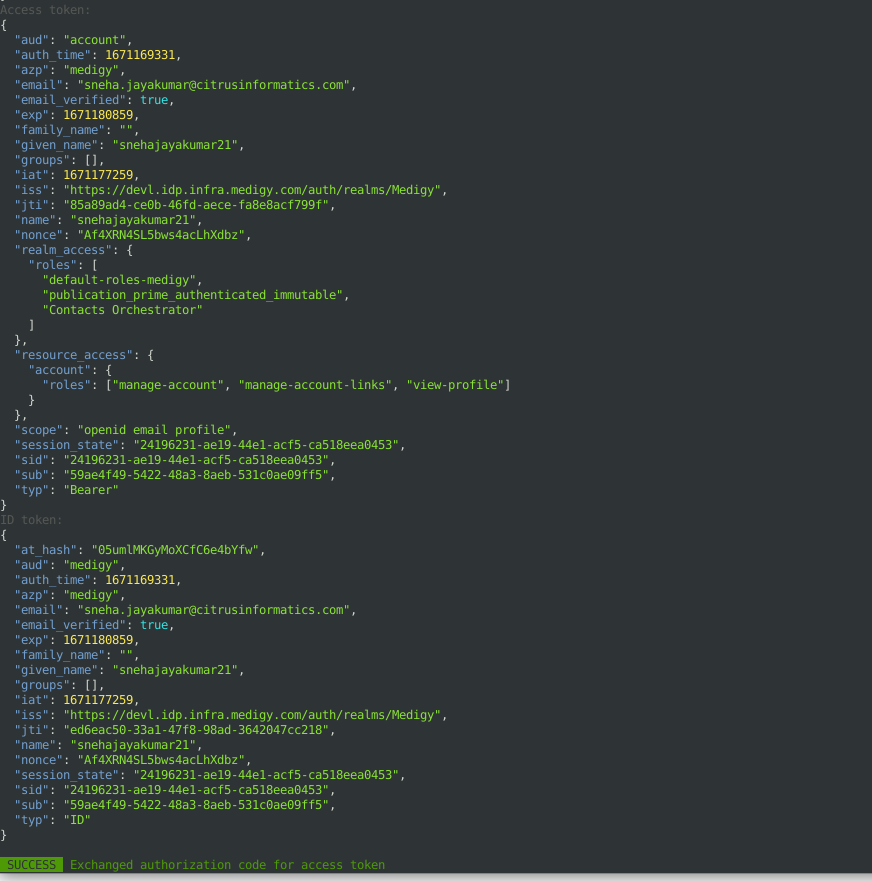 Access token:
{
  "aud": "account",
  "auth_time": 1671169331,
  "azp": "medigy",
  "email": "sneha.jayakumar@citrusinformatics.com",
  "email_verified": true,
  "exp": 1671180859,
  "family_name": "",
  "given_name": "snehajayakumar21",
  "groups": [],
  "iat": 1671177259,
  "iss": "https://devl.idp.infra.medigy.com/auth/realms/Medigy",
  "jti": "85a89ad4-ce0b-46fd-aece-fa8e8acf799f",
  "name": "snehajayakumar21",
  "nonce": "Af4XRN4SL5bws4acLhXdbz",
  "realm_access": {
    "roles": [
      "default-roles-medigy",
      "publication_prime_authenticated_immutable",
      "Contacts Orchestrator"
    ]
  },
  "resource_access": {
    "account": {
      "roles": ["manage-account", "manage-account-links", "view-profile"]
    }
  },
  "scope": "openid email profile",
  "session_state": "24196231-ae19-44e1-acf5-ca518eea0453",
  "sid": "24196231-ae19-44e1-acf5-ca518eea0453",
  "sub": "59ae4f49-5422-48a3-8aeb-531c0ae09ff5",
  "typ": "Bearer"
}
ID token:
{
  "at_hash": "05umlMKGyMoXCfC6e4bYfw",
  "aud": "medigy",
  "auth_time": 1671169331,
  "azp": "medigy",
  "email": "sneha.jayakumar@citrusinformatics.com",
  "email_verified": true,
  "exp": 1671180859,
  "family_name": "",
  "given_name": "snehajayakumar21",
  "groups": [],
  "iat": 1671177259,
  "iss": "https://devl.idp.infra.medigy.com/auth/realms/Medigy",
  "jti": "ed6eac50-33a1-47f8-98ad-3642047cc218",
  "name": "snehajayakumar21",
  "nonce": "Af4XRN4SL5bws4acLhXdbz",
  "session_state": "24196231-ae19-44e1-acf5-ca518eea0453",
  "sid": "24196231-ae19-44e1-acf5-ca518eea0453",
  "sub": "59ae4f49-5422-48a3-8aeb-531c0ae09ff5",
  "typ": "ID"
}
SUCCESS Exchanged authorization code for access token